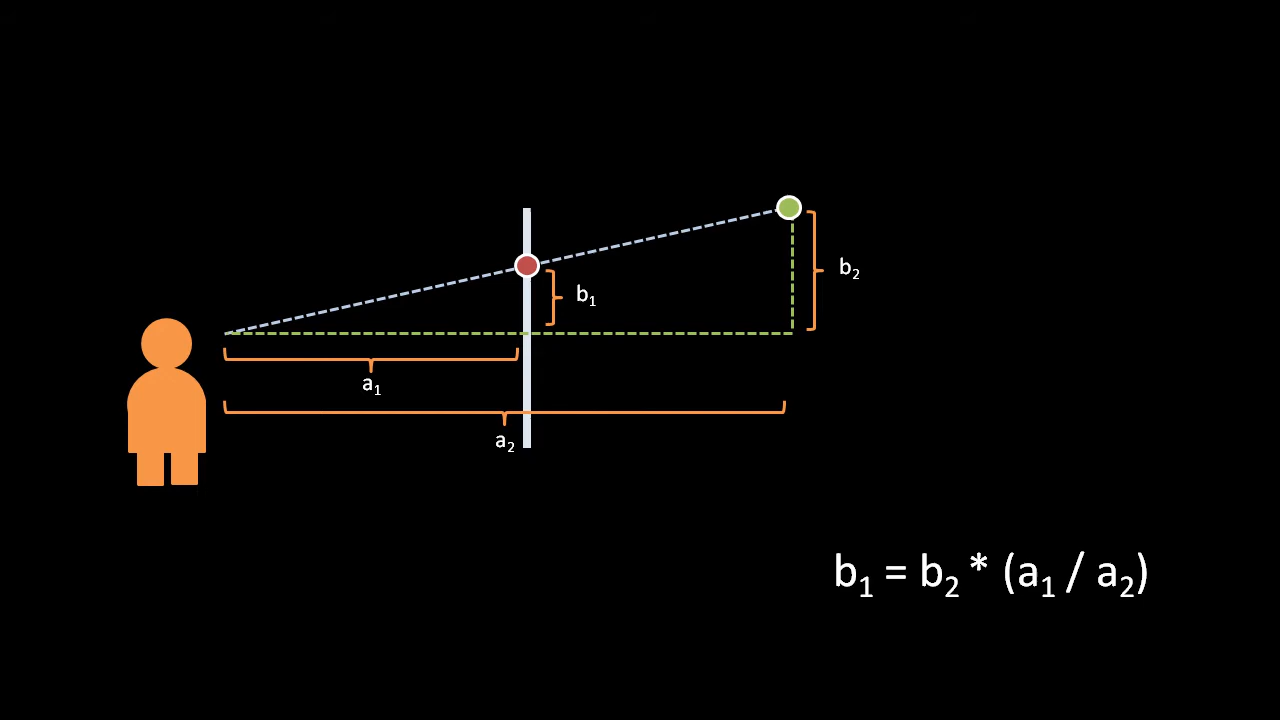 b₂
b₁
a₁
a₂
b₁ = b₂ * (a₁ / a₂)